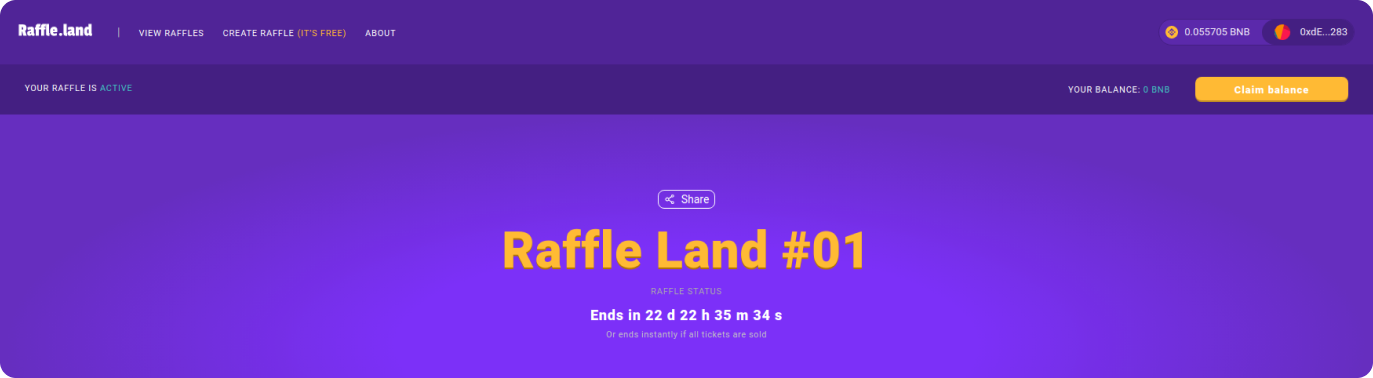 Raffle.land | VIEW RAFFLES CREATE RAFFLE (IT'S FREE) ABOUT 0.055705 BNB 0xdE...283
YOUR RAFFLE IS ACTIVE YOUR BALANCE: 0 BNB Claim balance
Share
Raffle Land #01
RAFFLE STATUS
Ends in 22 d 22 h 35 m 34 s
Or ends instantly if all tickets are sold